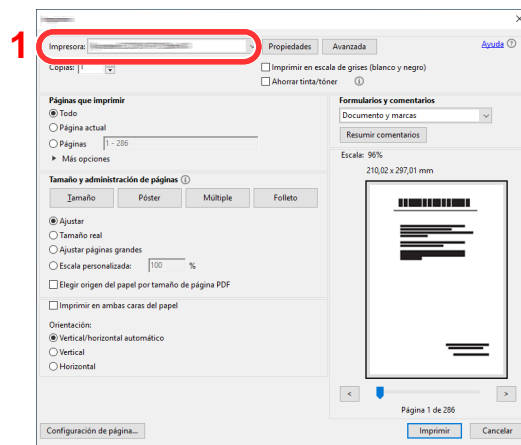 1
Impresora:
Propiedades
Avanzada
Ayuda
Copias: 1
Imprimir en escala de grises (blanco y negro)
Ahorrar tinta/tóner
Páginas que imprimir
Todo
Página actual
Páginas 1 - 286
Más opciones
Formularios y comentarios
Documento y marcas
Resumir comentarios
Escala: 96%
210,02 x 297,01 mm
Tamaño y administración de páginas
Tamaño Póster Múltiple Folleto
Ajustar
Tamaño real
Ajustar páginas grandes
Escala personalizada: 100 %
Elegir origen del papel por tamaño de página PDF
Imprimir en ambas caras del papel
Orientación:
Vertical/horizontal automático
Vertical
Horizontal
< >
Página 1 de 286
Configuración de página...
Imprimir
Cancelar